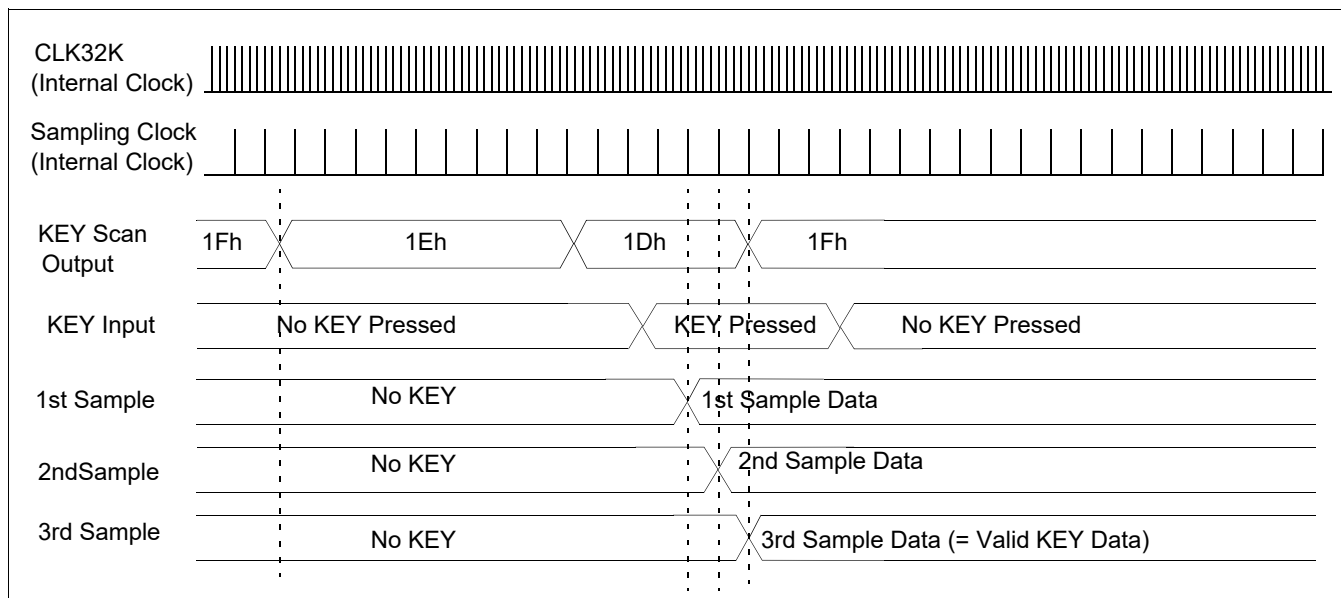 CLK32K
(Internal Clock)
Sampling Clock
(Internal Clock)
KEY Scan
Output
1Fh
1Eh
1Dh
1Fh
KEY Input
No KEY Pressed
KEY Pressed
No KEY Pressed
1st Sample
No KEY
1st Sample Data
2ndSample
No KEY
2nd Sample Data
3rd Sample
No KEY
3rd Sample Data (= Valid KEY Data)